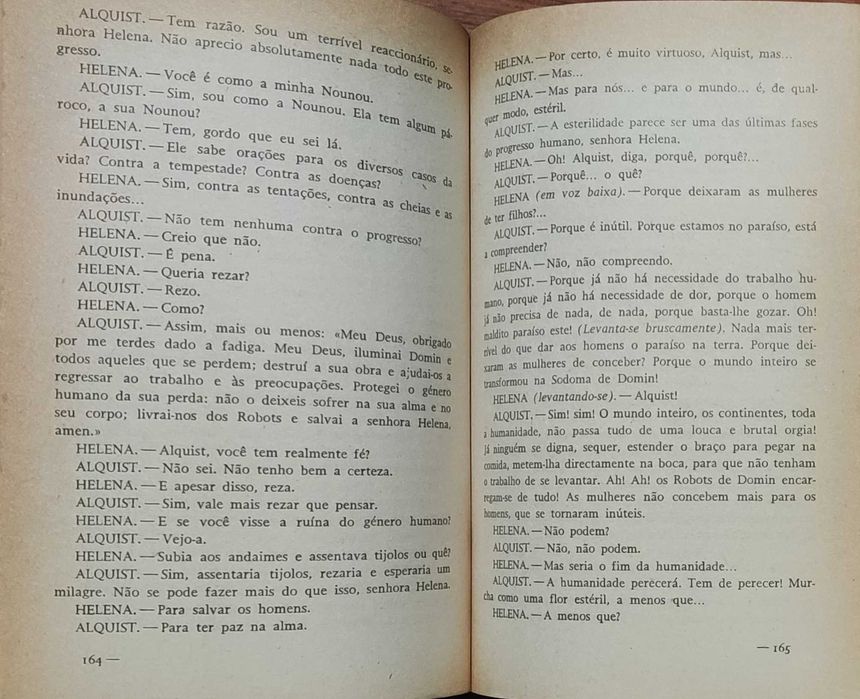 ALQUIST. — Tem razão. Sou um terrível reaccionário, se-
nhora Helena. Não aprecio absolutamente nada todo este pro-
gresso.
HELENA. — Você é como a minha Nounou.
ALQUIST. — Sim, sou como a Nounou. Ela tem algum pá-
roco, a sua Nounou?
HELENA. — Tem, gordo que eu sei lá.
ALQUIST. — Ele sabe orações para os diversos casos da
vida? Contra a tempestade? Contra as doenças?
HELENA. — Sim, contra as tentações, contra as cheias e as
inundações...
ALQUIST. — Não tem nenhuma contra o progresso?
HELENA. — Creio que não.
ALQUIST. — É pena.
HELENA. — Queria rezar?
ALQUIST. — Rezo.
HELENA. — Como?
ALQUIST. — Assim, mais ou menos: «Meu Deus, obrigado
por me terdes dado a fadiga. Meu Deus, iluminai Domin e
todos aqueles que se perdem; destruí a sua obra e ajudai-os a
regressar ao trabalho e às preocupações. Protegei o género
humano da sua perda: não o deixeis sofrer na sua alma e no
seu corpo; livrai-nos dos Robots e salvai a senhora Helena,
amen.»
HELENA. — Alquist, você tem realmente fé?
ALQUIST. — Não sei. Não tenho bem a certeza.
HELENA. — E apesar disso, reza.
ALQUIST. — Sim, vale mais rezar que pensar.
HELENA. — E se você visse a ruína do género humano?
ALQUIST. — Vejo-a.
HELENA. — Subia aos andaimes e assentava tijolos ou quê?
ALQUIST. — Sim, assentaria tijolos, rezaria e esperaria um
milagre. Não se pode fazer mais do que isso, senhora Helena.
HELENA. — Para salvar os homens.
ALQUIST. — Para ter paz na alma.
164 —
HELENA. — Por certo, é muito virtuoso, Alquist, mas...
ALQUIST. — Mas...
HELENA. — Mas para nós... e para o mundo... é, de qual-
quer modo, estéril.
ALQUIST. — A esterilidade parece ser uma das últimas fases
do progresso humano, senhora Helena.
HELENA. — Oh! Alquist, diga, porquê, porquê?...
ALQUIST. — Porquê... o quê?
HELENA (em voz baixa). — Porque deixaram as mulheres
de ter filhos?...
ALQUIST. — Porque é inútil. Porque estamos no paraíso, está
a compreender?
HELENA. — Não, não compreendo.
ALQUIST. — Porque já não há necessidade do trabalho hu-
mano, porque já não há necessidade de dor, porque o homem
já não precisa de nada, de nada, porque basta-lhe gozar. Oh!
maldito paraíso este! (Levanta-se bruscamente). Nada mais ter-
rível do que dar aos homens o paraíso na terra. Porque dei-
xaram as mulheres de conceber? Porque o mundo inteiro se
transformou na Sodoma de Domin!
HELENA (levantando-se). — Alquist!
ALQUIST. — Sim! sim! O mundo inteiro, os continentes, toda
a humanidade, não passa tudo de uma louca e brutal orgia!
Já ninguém se digna, sequer, estender o braço para pegar na
comida, metem-lha directamente na boca, para que não tenham
o trabalho de se levantar. Ah! Ah! os Robots de Domin encar-
regam-se de tudo! As mulheres não concebem mais para os
homens, que se tornaram inúteis.
HELENA. — Não podem?
ALQUIST. — Não, não podem.
HELENA. — Mas seria o fim da humanidade...
ALQUIST. — A humanidade perecerá. Tem de perecer! Mur-
cha como uma flor estéril, a menos que...
HELENA. — A menos que?
— 165